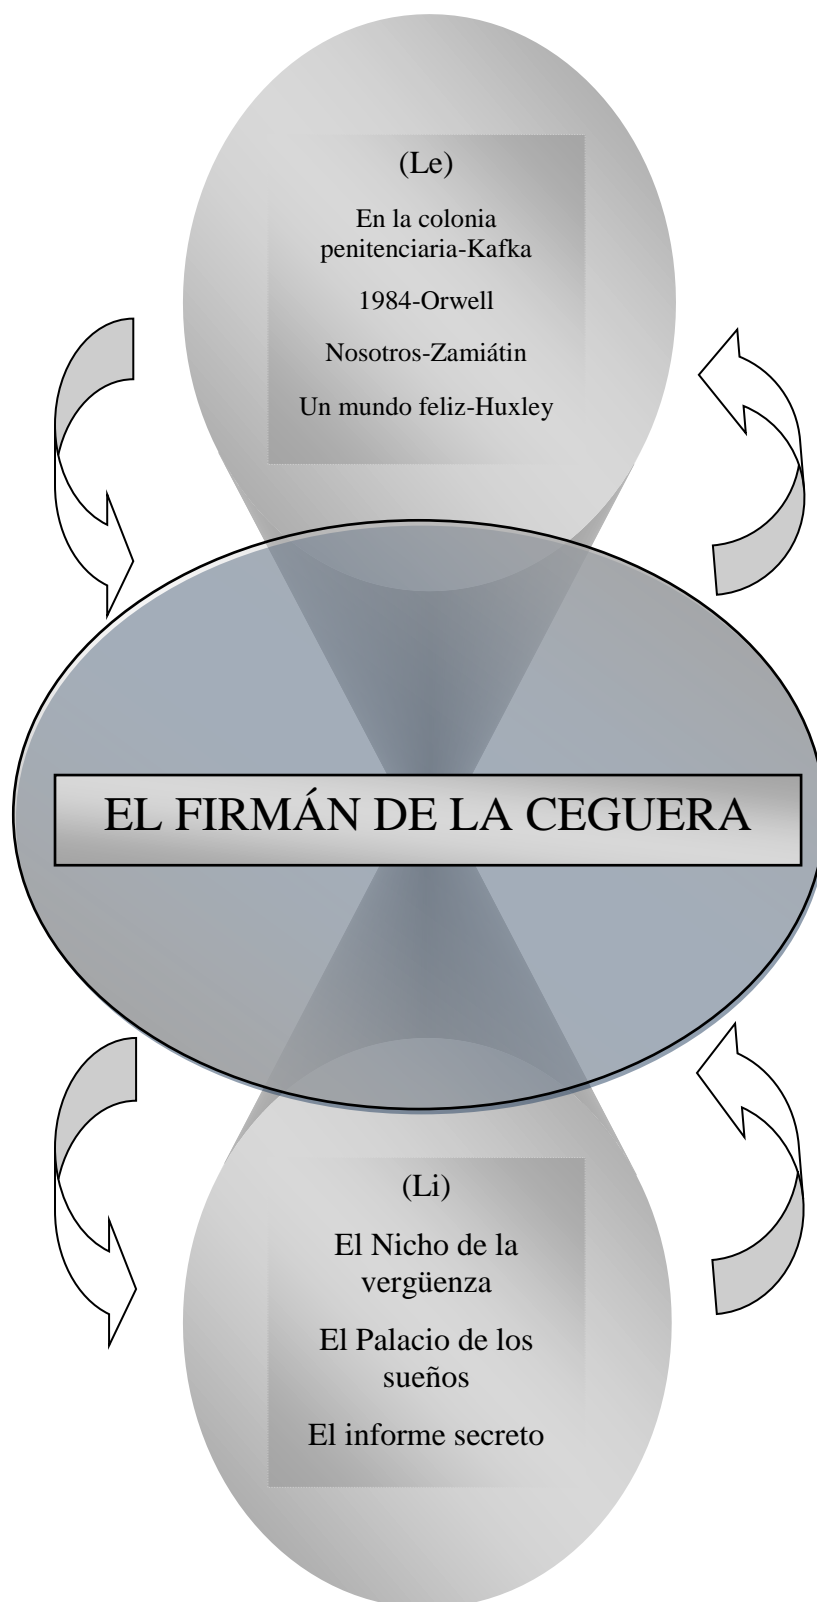 (Le)
En la colonia
penitenciaria-Kafka
1984-Orwell
Nosotros-Zamiátin
Un mundo feliz-Huxley
EL FIRMÁN DE LA CEGUERA
(Li)
El Nicho de la
vergüenza
El Palacio de los
sueños
El informe secreto